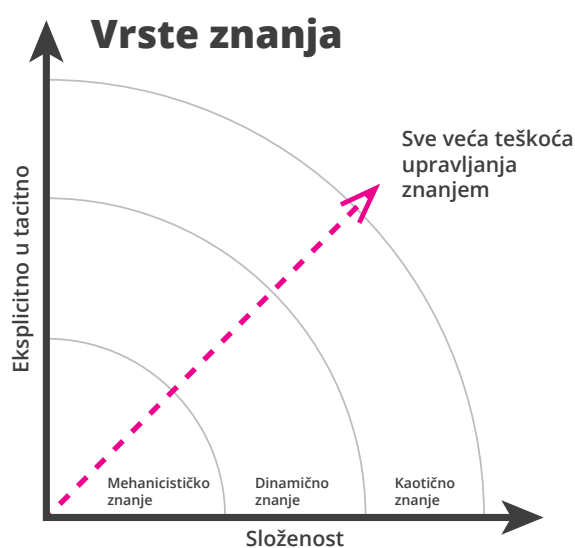 Vrste znanja
Sve veća teškoća
upravljanja
znanjem
Eksplicitno u tacitno
Mehanicističko
znanje
Dinamično
znanje
Kaotično
znanje
Složenost